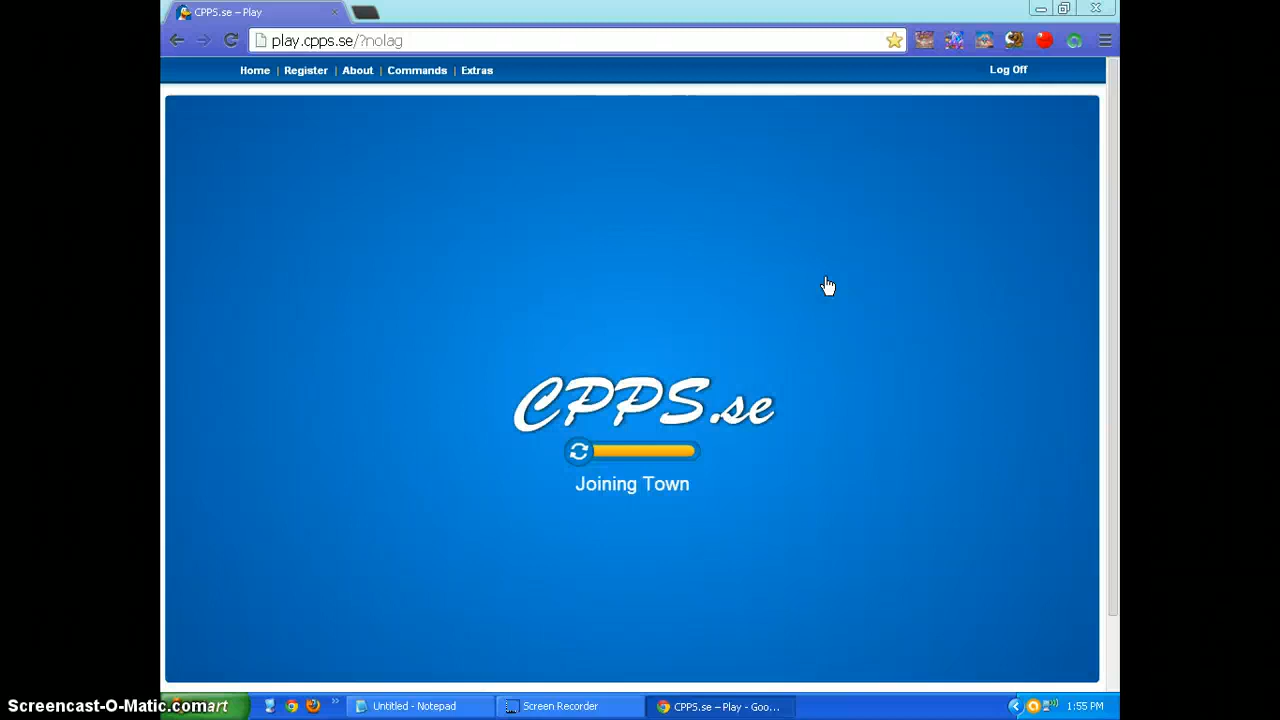 CPPS.se – Play
play.cpps.se/?nolag
Home | Register | About | Commands | Extras
Log Off
CPPS.se
Joining Town
Screencast-O-Matic.com
art
Untitled - Notepad
Screen Recorder
CPPS.se – Play - Goo...
1:55 PM